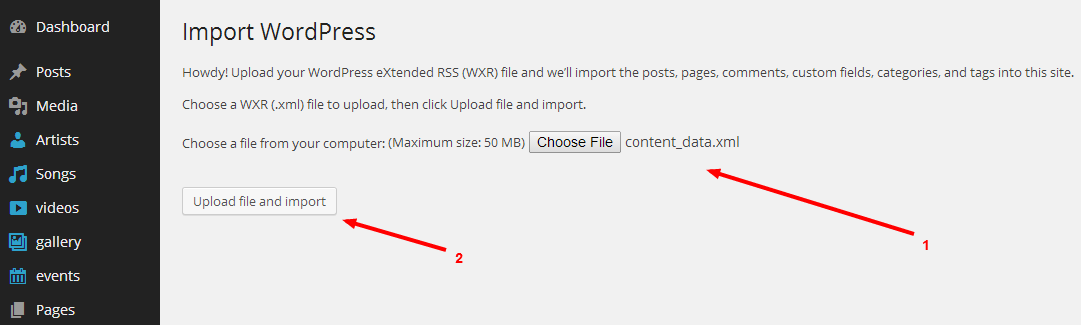 Dashboard
Posts
Media
Artists
Songs
videos
gallery
events
Pages
Import WordPress
Howdy! Upload your WordPress eXtended RSS (WXR) file and we'll import the posts, pages, comments, custom fields, categories, and tags into this site.
Choose a WXR (.xml) file to upload, then click Upload file and import.
Choose a file from your computer: (Maximum size: 50 MB) Choose File content_data.xml
Upload file and import
1
2